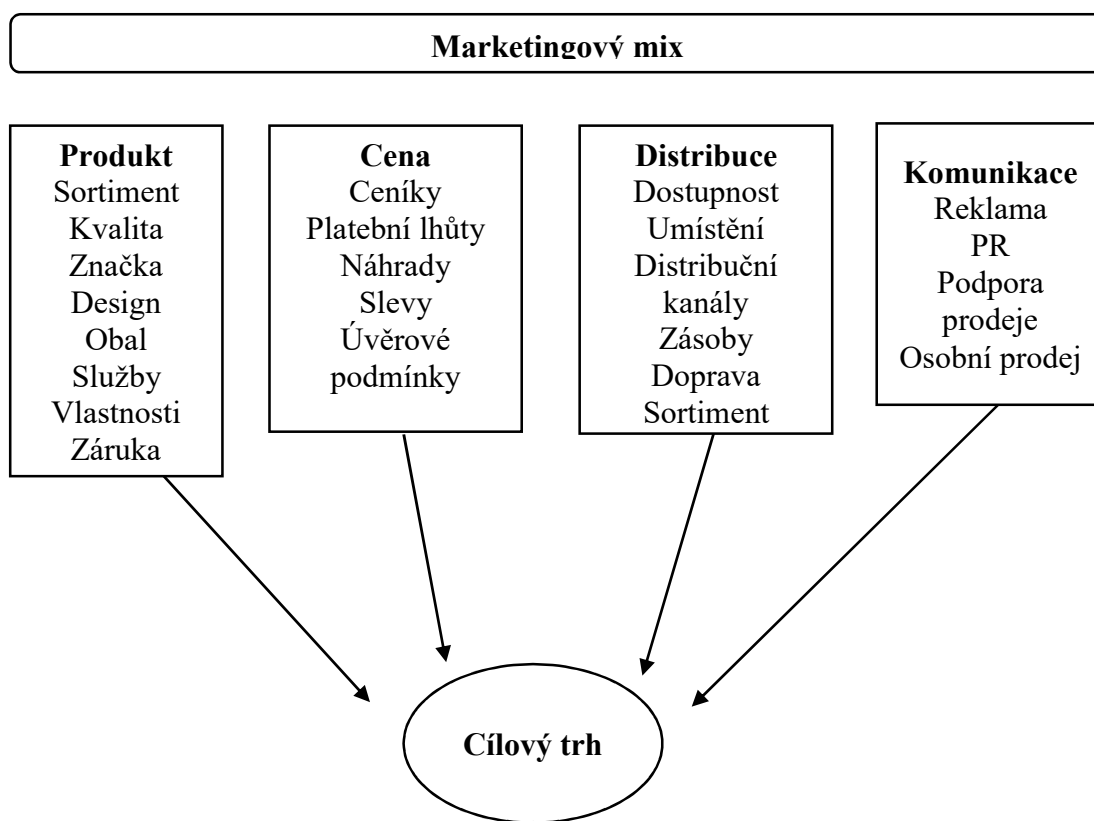 Marketingový mix
Produkt
Sortiment
Kvalita
Značka
Design
Obal
Služby
Vlastnosti
Záruka
Cena
Ceníky
Platební lhůty
Náhrady
Slevy
Úvěrové
podmínky
Distribuce
Dostupnost
Umístění
Distribuční
kanály
Zásoby
Doprava
Sortiment
Komunikace
Reklama
PR
Podpora
prodeje
Osobní prodej
Cílový trh